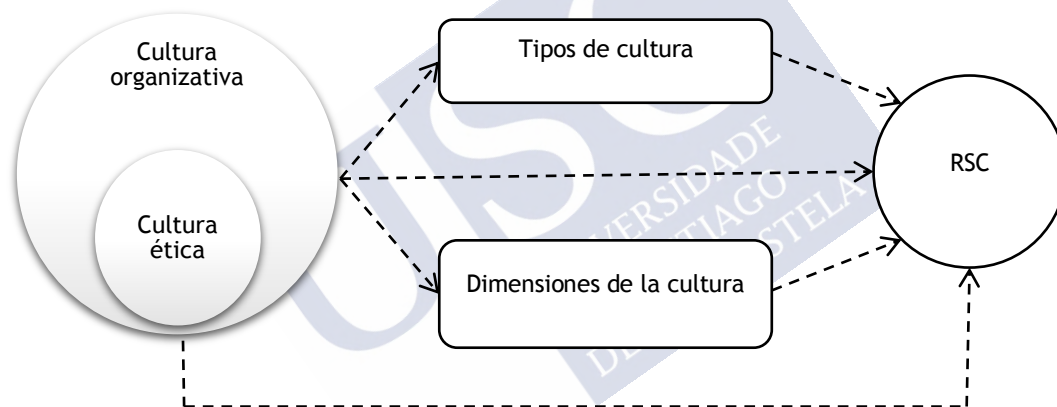 Cultura
organizativa
Cultura
ética
Tipos de cultura
Dimensiones de la cultura
RSC